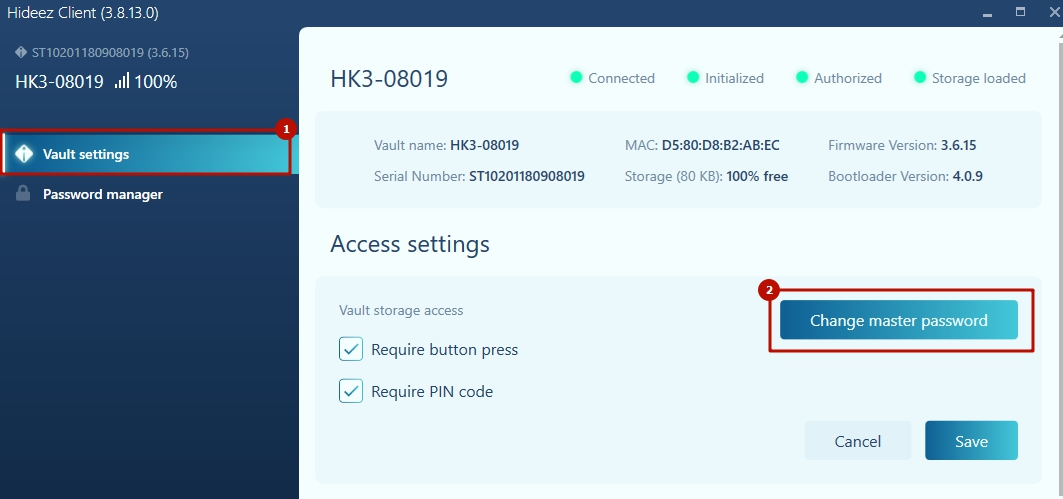 Hideez Client (3.8.13.0)
ST10201180908019 (3.6.15)
HK3-08019 100%
1
Vault settings
Password manager
HK3-08019
Connected Initialized Authorized Storage loaded
Vault name: HK3-08019 MAC: D5:80:D8:B2:AB:EC Firmware Version: 3.6.15
Serial Number: ST10201180908019 Storage (80 KB): 100% free Bootloader Version: 4.0.9
Access settings
2
Vault storage access
Change master password
Require button press
Require PIN code
Cancel Save